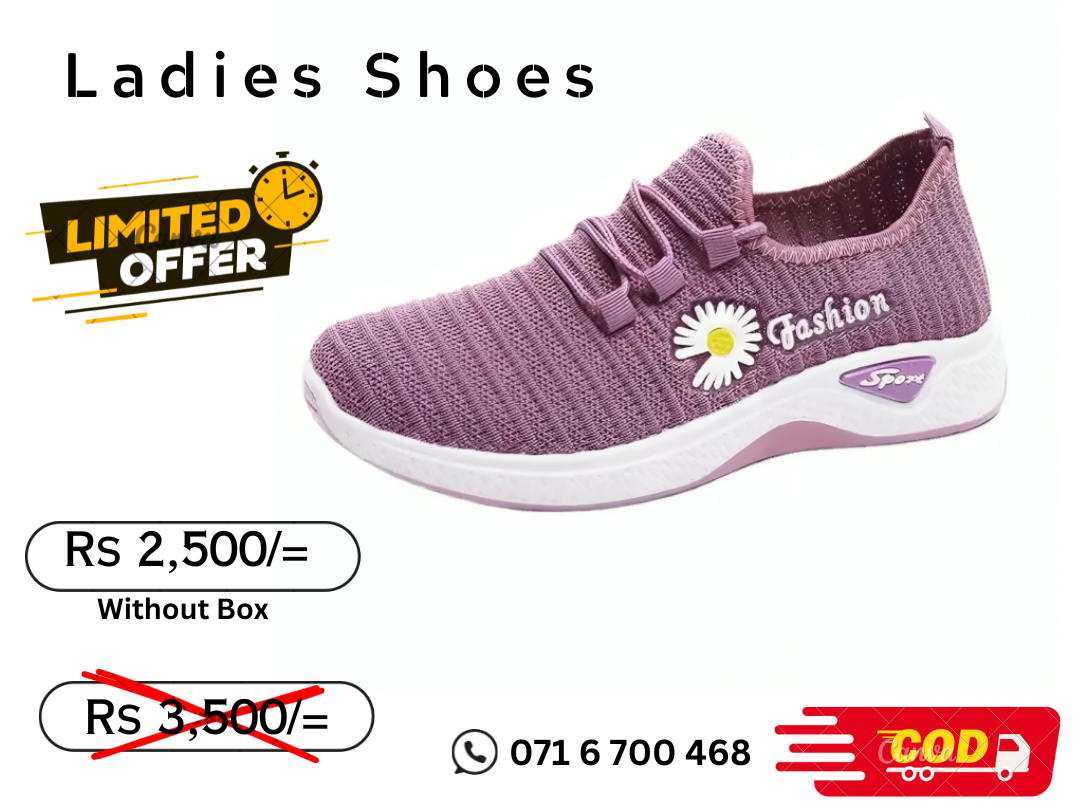 Ladies Shoes
LIMITED
OFFER
Fashion
Sport
Rs 2,500/=
Without Box
Rs 3,500/=
071 6 700 468
COD
Canva